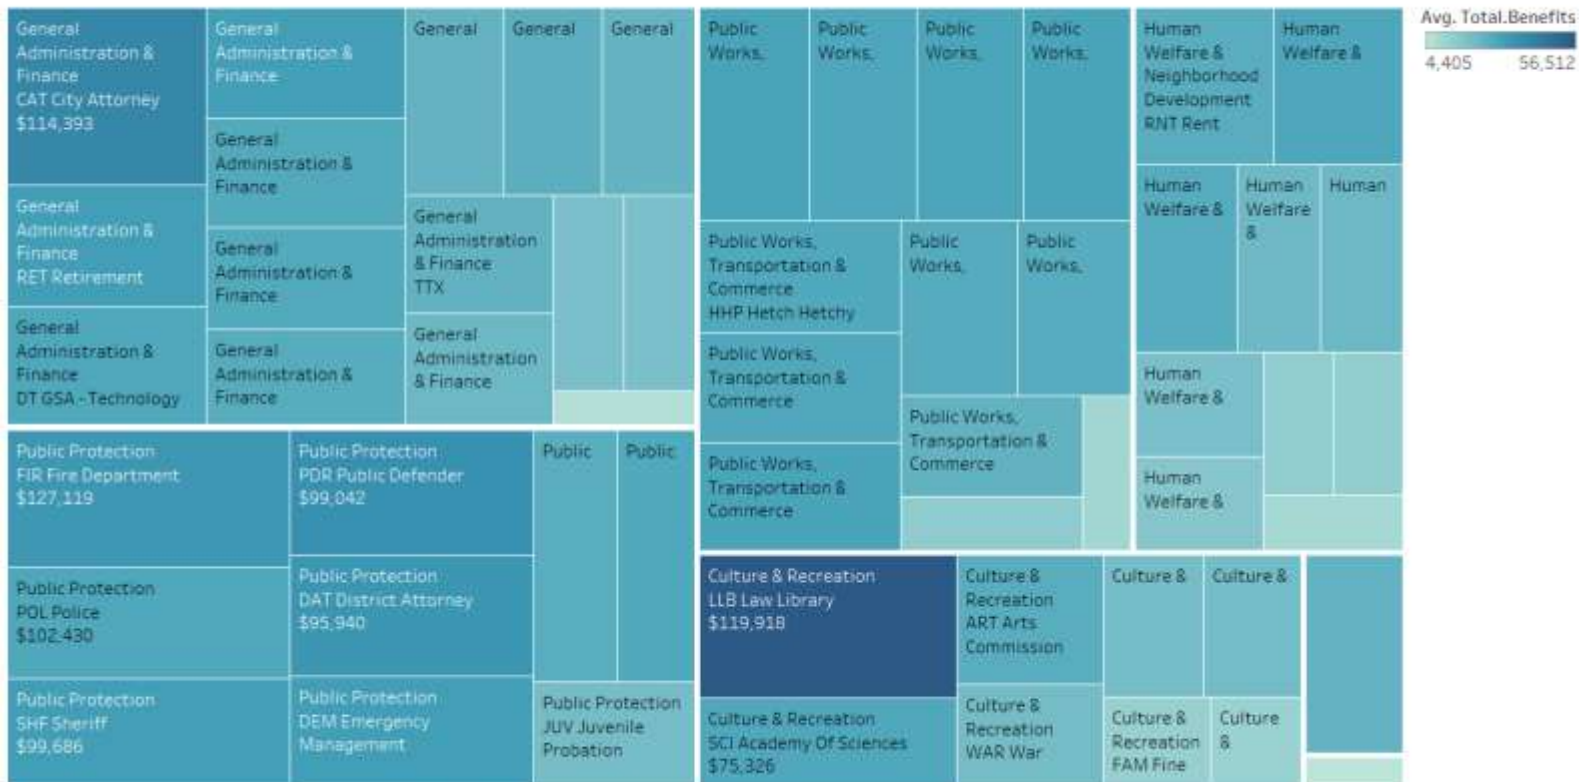 General
Administration &
Finance
CAT City Attorney
$114,393
General
Administration &
Finance
RET Retirement
General
Administration &
Finance
DT GSA - Technology
General
Administration &
Finance
General
Administration &
Finance
General
Administration &
Finance
General
Administration &
Finance
General
General
General
General
Administration
& Finance
TTX
General
Administration
& Finance
Public Protection
FIR Fire Department
$127,119
Public Protection
POL Police
$102,430
Public Protection
SHF Sheriff
$99,686
Public Protection
PDR Public Defender
$99,042
Public Protection
DAT District Attorney
$95,940
Public Protection
DEM Emergency
Management
Public
Public
Public Protection
JUV Juvenile
Probation
Public
Works,
Public
Works,
Public
Works,
Public
Works,
Public Works,
Transportation &
Commerce
HHP Hetch Hetchy
Public Works,
Transportation &
Commerce
Public Works,
Transportation &
Commerce
Public
Works,
Public
Works,
Public Works,
Transportation &
Commerce
Human
Welfare &
Neighborhood
Development
RNT Rent
Human
Welfare &
Human
Welfare &
Human
Welfare
&
Human
Human
Welfare &
Human
Welfare &
Culture & Recreation
LLB Law Library
$119,918
Culture & Recreation
SCI Academy Of Sciences
$75,326
Culture &
Recreation
ART Arts
Commission
Culture &
Recreation
WAR War
Culture &
Culture &
Culture &
Recreation
FAM Fine
Culture
&
Avg. Total.Benefits
4,405 56,512